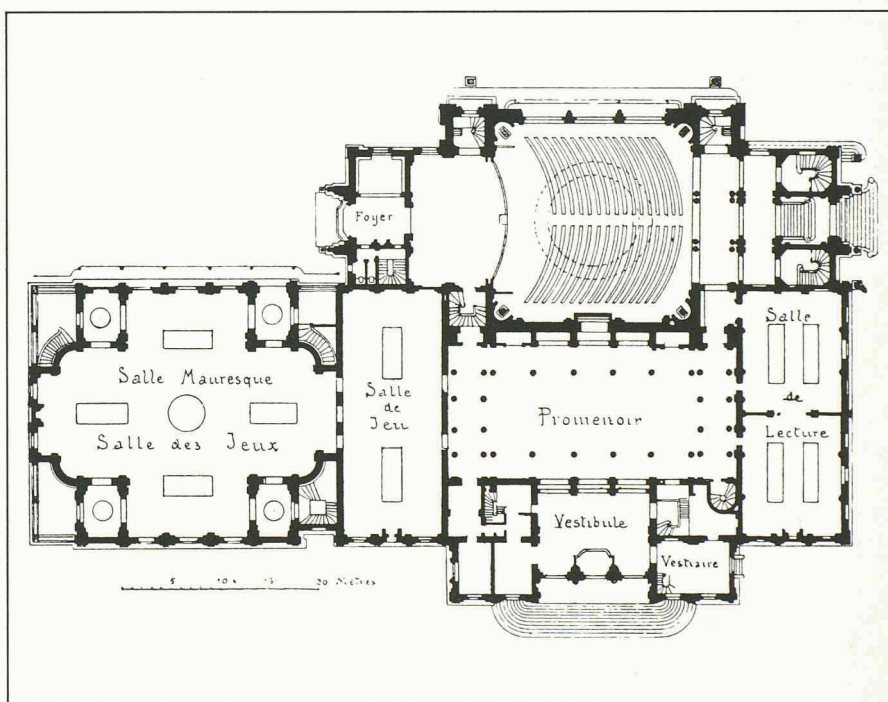 Foyer
Salle Mauresque
Salle des Jeux
Salle
de
Jeu
Promenoir
Salle
de
Lecture
Vestibule
Vestiaire
5 10 15 20 Mètres